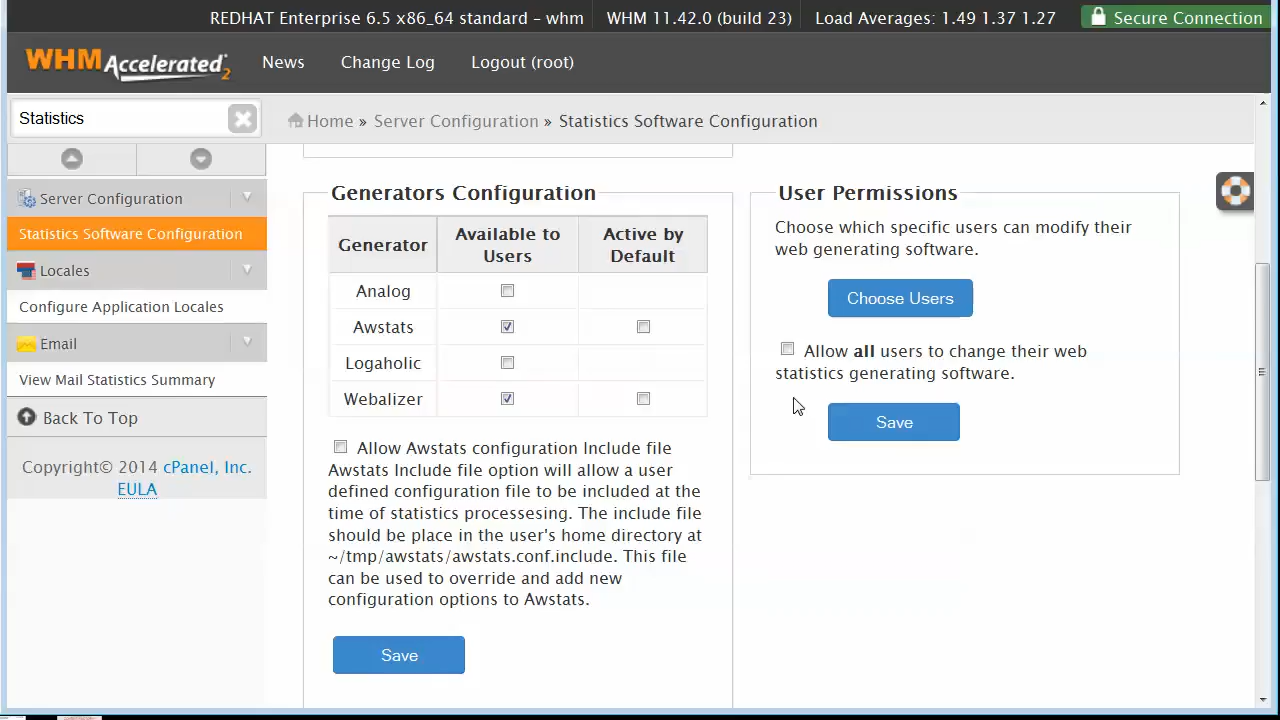 REDHAT Enterprise 6.5 x86_64 standard – whm WHM 11.42.0 (build 23) Load Averages: 1.49 1.37 1.27 Secure Connection
WHM Accelerated2 News Change Log Logout (root)
Statistics
Home » Server Configuration » Statistics Software Configuration
Server Configuration
Statistics Software Configuration
Locales
Configure Application Locales
Email
View Mail Statistics Summary
Back To Top
Copyright© 2014 cPanel, Inc.
EULA
Generators Configuration
Generator Available to Users Active by Default
Analog
Awstats
Logaholic
Webalizer
Allow Awstats configuration Include file
Awstats Include file option will allow a user
defined configuration file to be included at the
time of statistics processesing. The include file
should be place in the user's home directory at
~/tmp/awstats/awstats.conf.include. This file
can be used to override and add new
configuration options to Awstats.
Save
User Permissions
Choose which specific users can modify their
web generating software.
Choose Users
Allow all users to change their web
statistics generating software.
Save